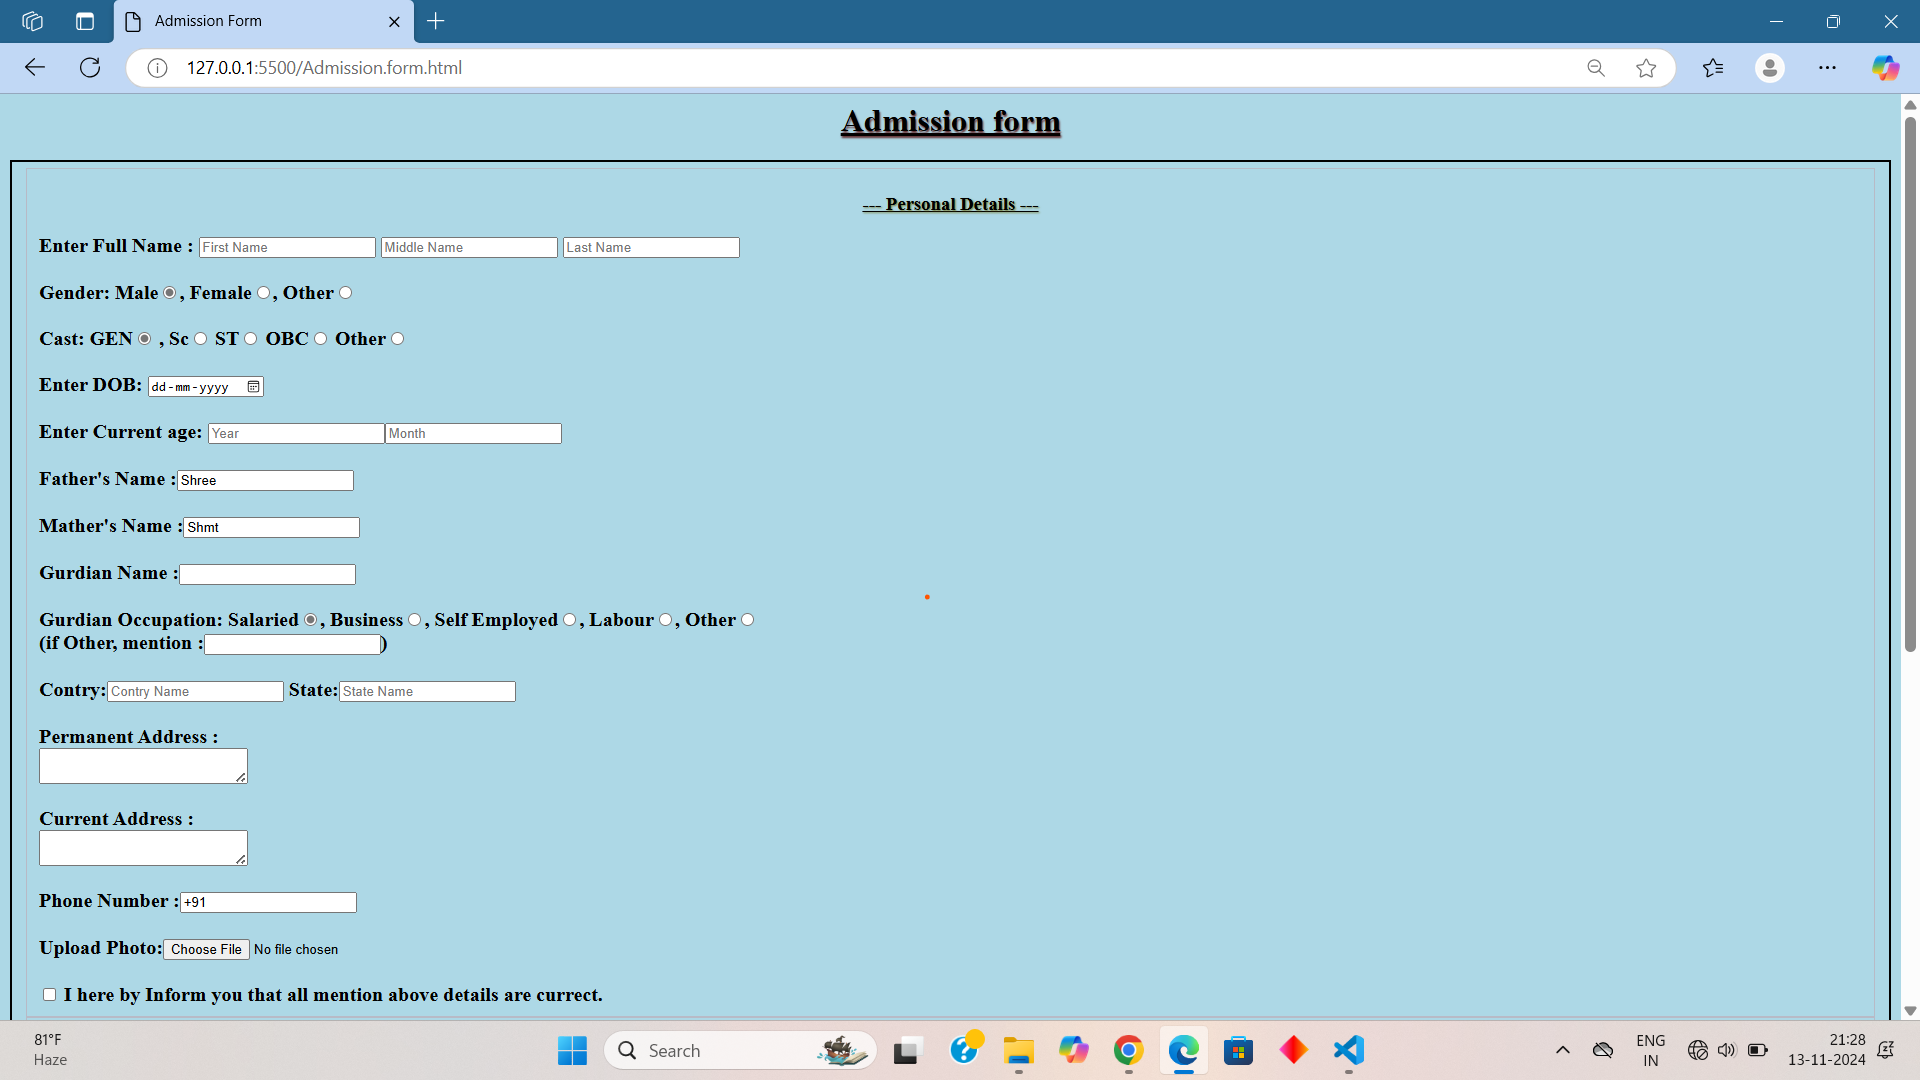 Admission Form
127.0.0.1:5500/Admission.form.html
Admission form
--- Personal Details ---
Enter Full Name : First Name Middle Name Last Name
Gender: Male , Female , Other
Cast: GEN , Sc ST OBC Other
Enter DOB: dd-mm-yyyy
Enter Current age: Year Month
Father's Name : Shree
Mather's Name : Shmt
Gurdian Name :
Gurdian Occupation: Salaried , Business , Self Employed , Labour , Other
(if Other, mention : )
Contry: Contry Name State: State Name
Permanent Address :
Current Address :
Phone Number : +91
Upload Photo: Choose File No file chosen
I here by Inform you that all mention above details are currect.
81°F
Haze
Search
ENG
IN
21:28
13-11-2024